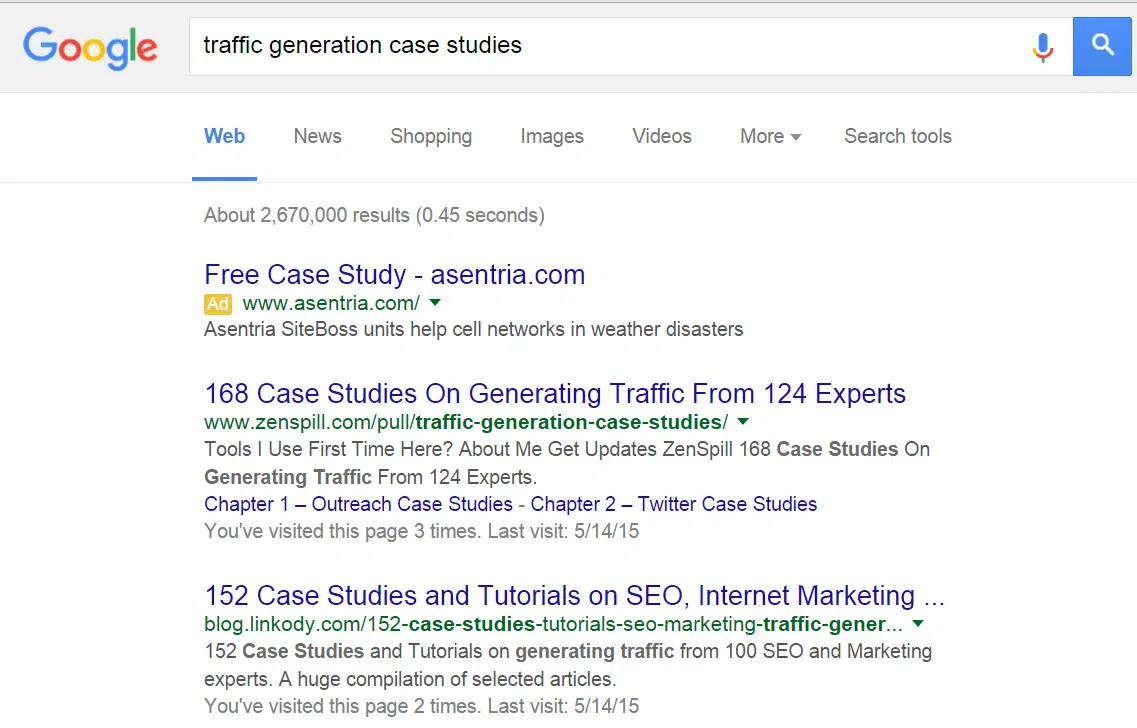 Google
traffic generation case studies
Web News Shopping Images Videos More Search tools
About 2,670,000 results (0.45 seconds)
Free Case Study - asentria.com
Ad www.asentria.com/
Asentria SiteBoss units help cell networks in weather disasters
168 Case Studies On Generating Traffic From 124 Experts
www.zenspill.com/pull/traffic-generation-case-studies/
Tools I Use First Time Here? About Me Get Updates ZenSpill 168 Case Studies On
Generating Traffic From 124 Experts.
Chapter 1 – Outreach Case Studies - Chapter 2 – Twitter Case Studies
You've visited this page 3 times. Last visit: 5/14/15
152 Case Studies and Tutorials on SEO, Internet Marketing ...
blog.linkody.com/152-case-studies-tutorials-seo-marketing-traffic-gener...
152 Case Studies and Tutorials on generating traffic from 100 SEO and Marketing
experts. A huge compilation of selected articles.
You've visited this page 2 times. Last visit: 5/14/15